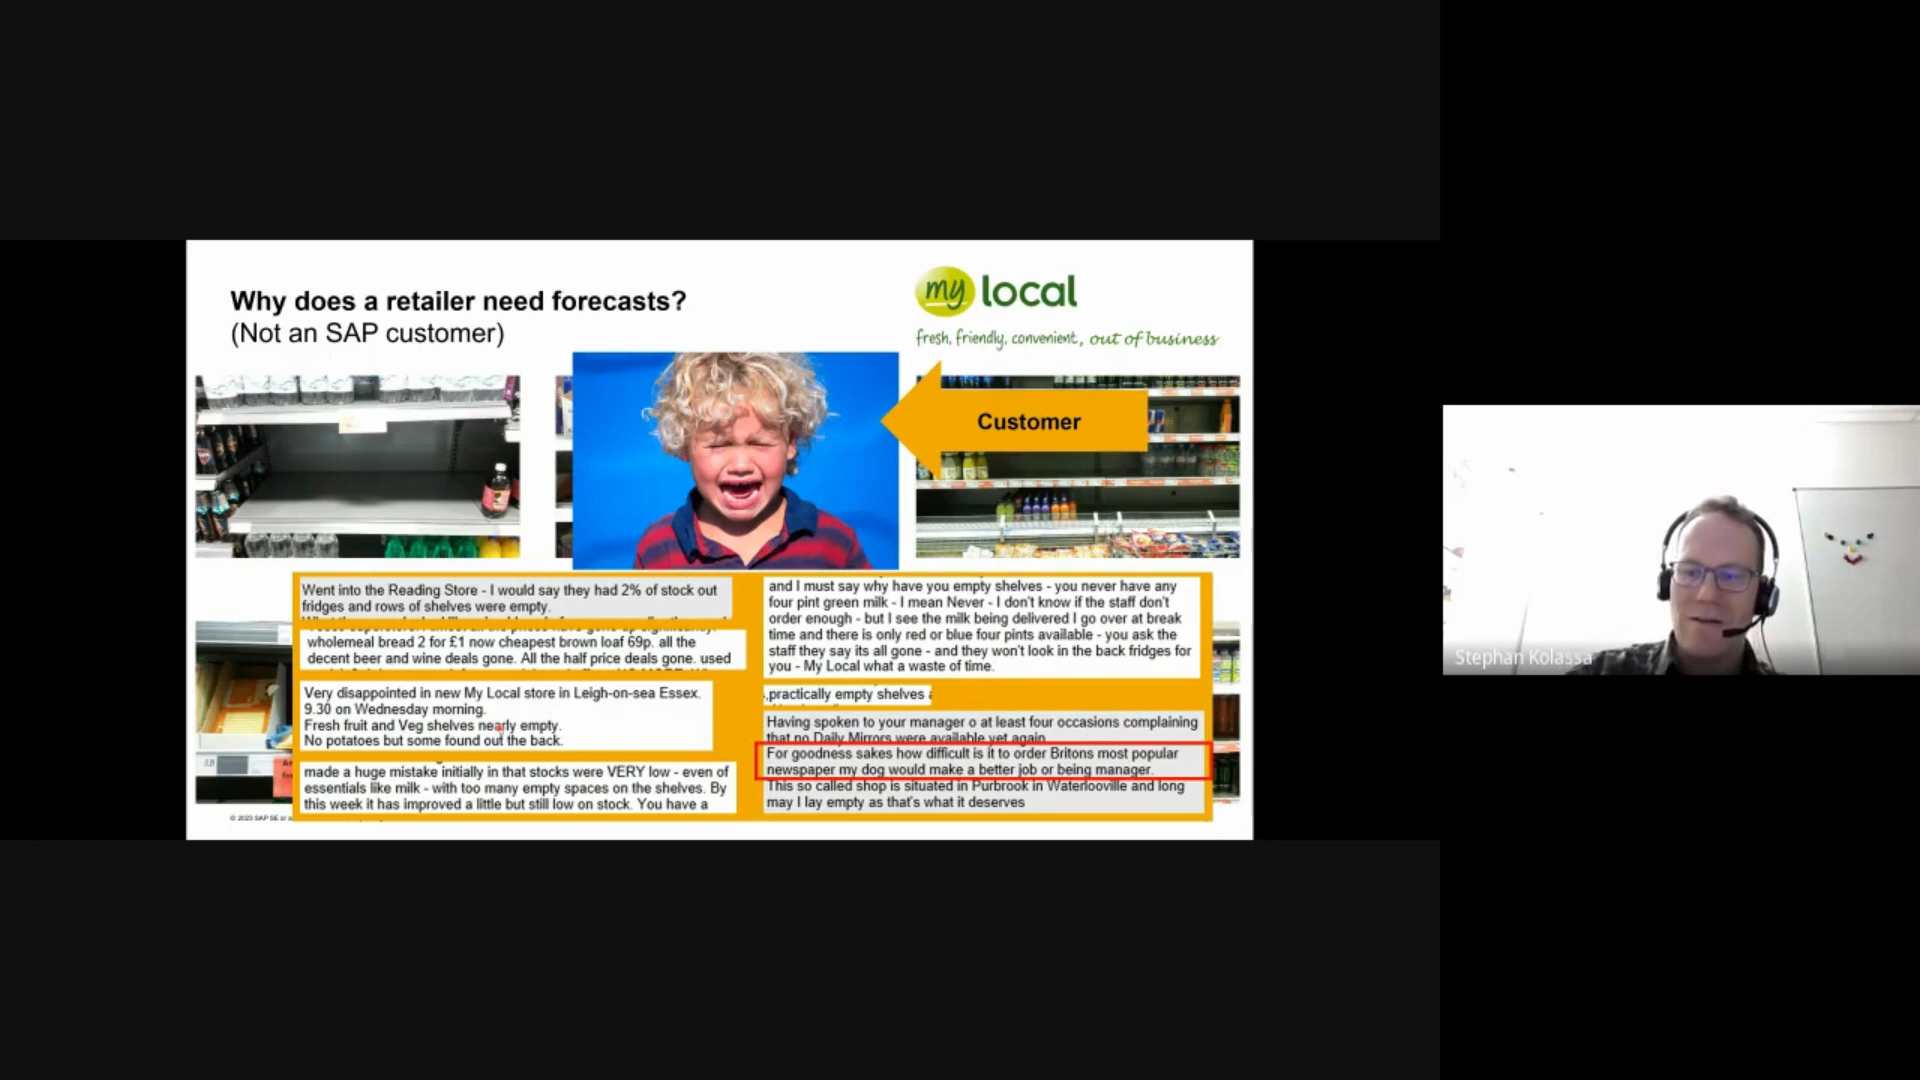 Why does a retailer need forecasts?
(Not an SAP customer)
my local
fresh, friendly, convenient, out of business
Customer
Went into the Reading Store - I would say they had 2% of stock out
fridges and rows of shelves were empty.
wholemeal bread 2 for £1 now cheapest brown loaf 69p. all the
decent beer and wine deals gone. All the half price deals gone. used
Very disappointed in new My Local store in Leigh-on-sea Essex.
9.30 on Wednesday morning.
Fresh fruit and Veg shelves nearly empty.
No potatoes but some found out the back.
made a huge mistake initially in that stocks were VERY low - even of
essentials like milk - with too many empty spaces on the shelves. By
this week it has improved a little but still low on stock. You have a
and I must say why have you empty shelves - you never have any
four pint green milk - I mean Never - I don't know if the staff don't
order enough - but I see the milk being delivered I go over at break
time and there is only red or blue four pints available - you ask the
staff they say its all gone - and they won't look in the back fridges for
you - My Local what a waste of time.
,practically empty shelves
Having spoken to your manager o at least four occasions complaining
that no Daily Mirrors were available yet again
For goodness sakes how difficult is it to order Britons most popular
newspaper my dog would make a better job or being manager.
This so called shop is situated in Purbrook in Waterlooville and long
may I lay empty as that's what it deserves
© 2023 SAP SE or
Stephan Kolassa